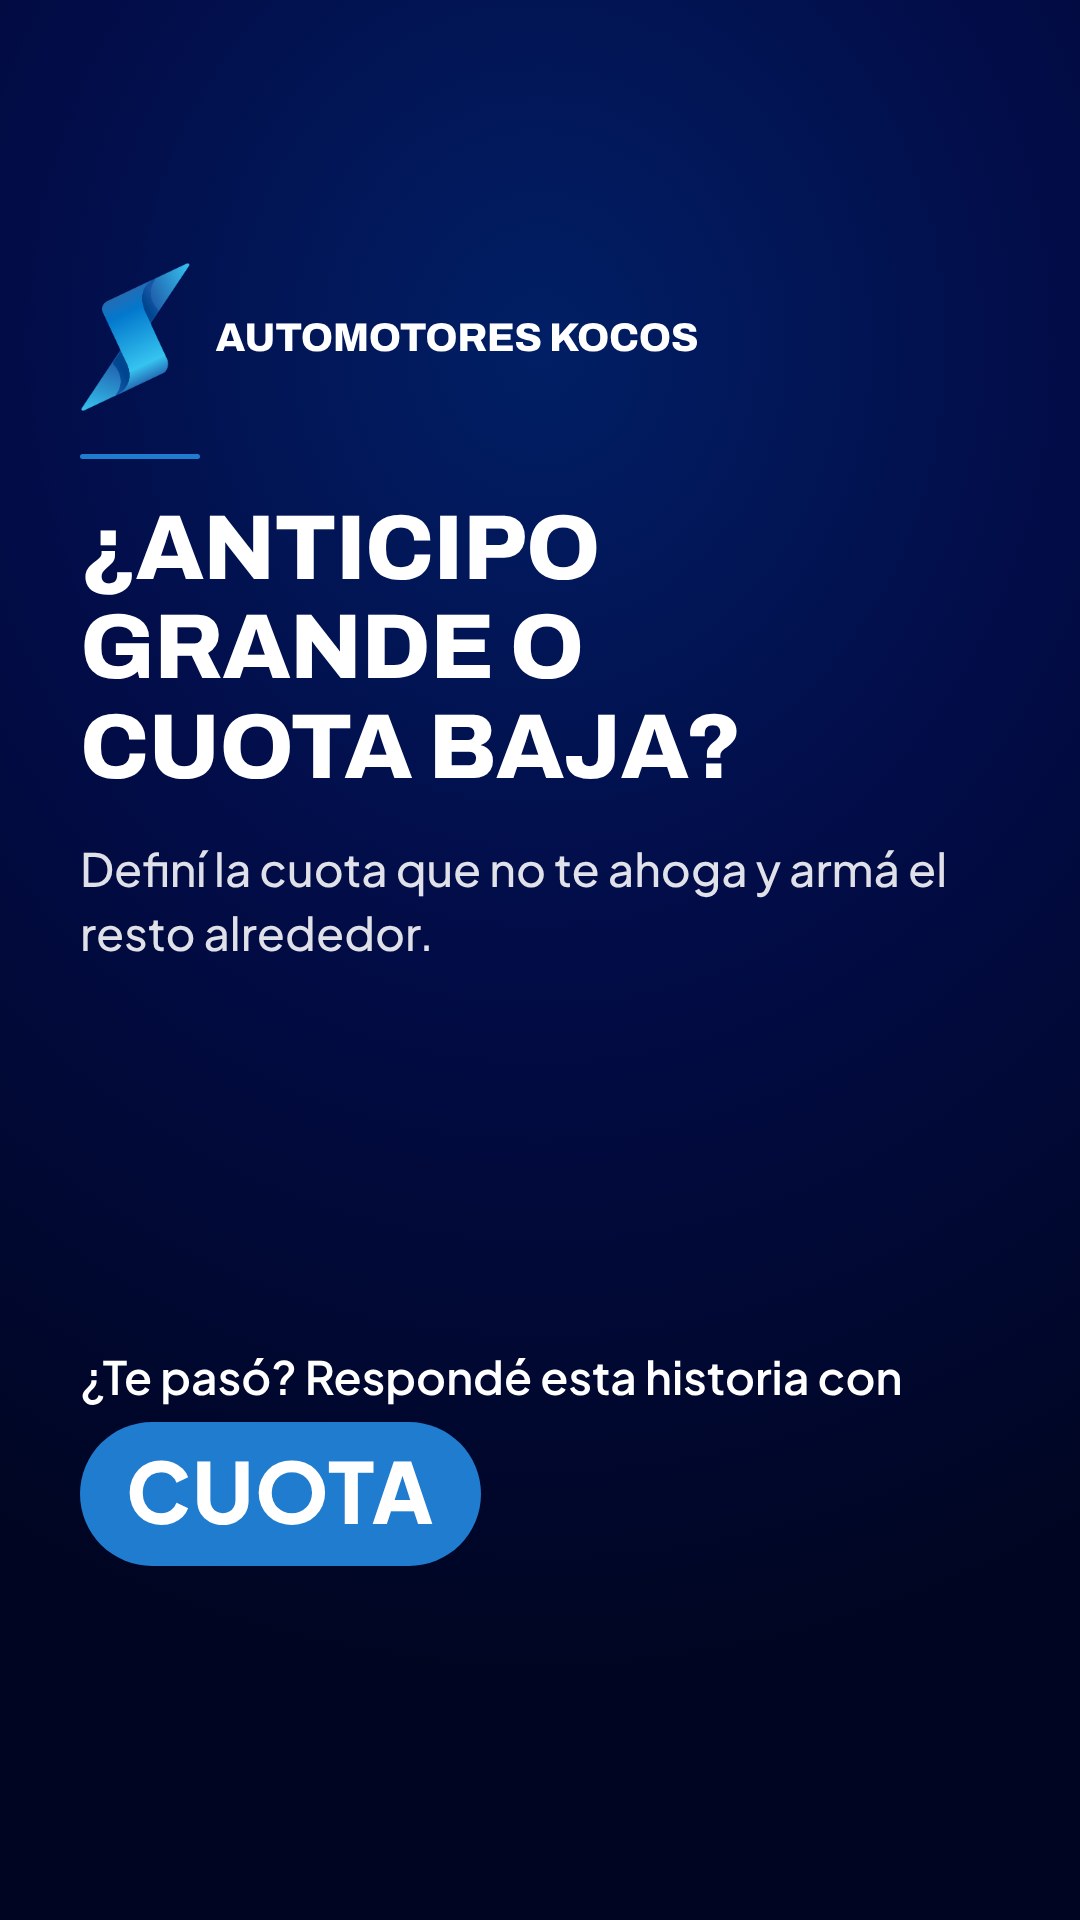 AUTOMOTORES KOCOS
¿ANTICIPO
GRANDE O
CUOTA BAJA?
Definí la cuota que no te ahoga y armá el
resto alrededor.
¿Te pasó? Respondé esta historia con
CUOTA